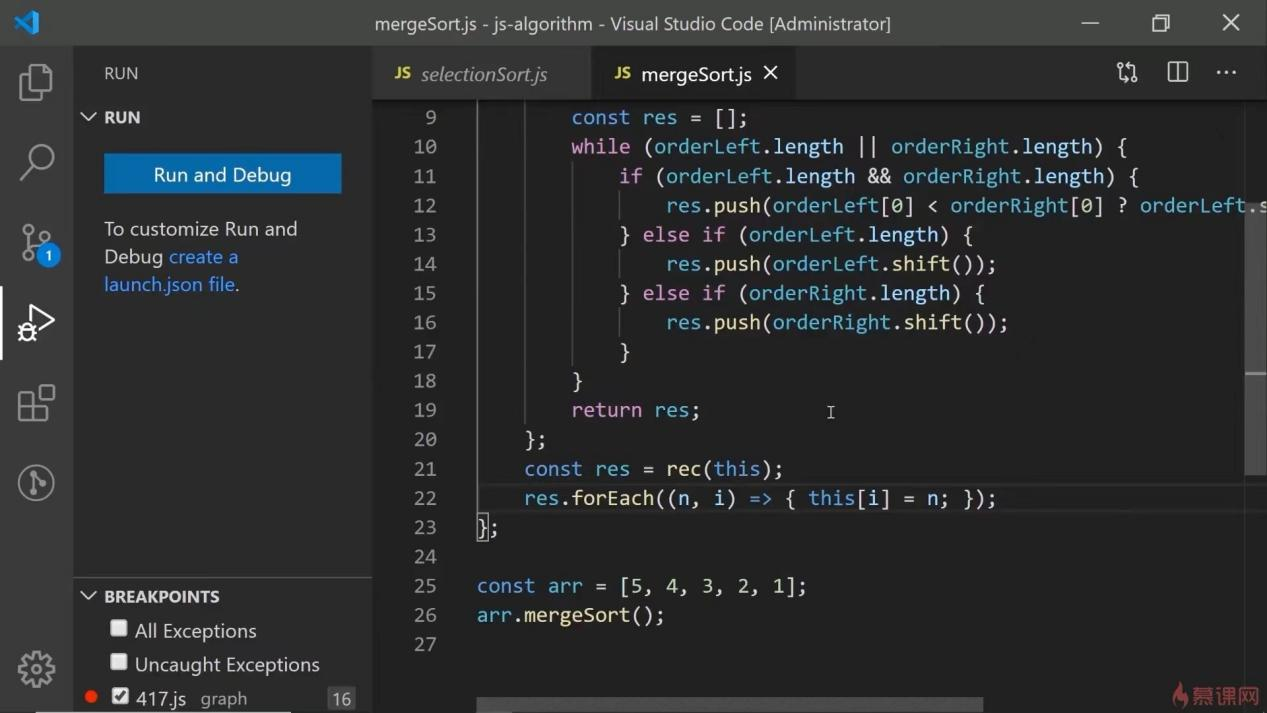 mergeSort.js - js-algorithm - Visual Studio Code [Administrator]
RUN
RUN
Run and Debug
To customize Run and
Debug create a
launch.json file.
BREAKPOINTS
All Exceptions
Uncaught Exceptions
417.js graph 16
1
JS selectionSort.js
JS mergeSort.js
9 const res = [];
10 while (orderLeft.length || orderRight.length) {
11 if (orderLeft.length && orderRight.length) {
12 res.push(orderLeft[0] < orderRight[0] ? orderLeft.s
13 } else if (orderLeft.length) {
14 res.push(orderLeft.shift());
15 } else if (orderRight.length) {
16 res.push(orderRight.shift());
17 }
18 }
19 return res;
20 };
21 const res = rec(this);
22 res.forEach((n, i) => { this[i] = n; });
23 };
24
25 const arr = [5, 4, 3, 2, 1];
26 arr.mergeSort();
27
慕课网